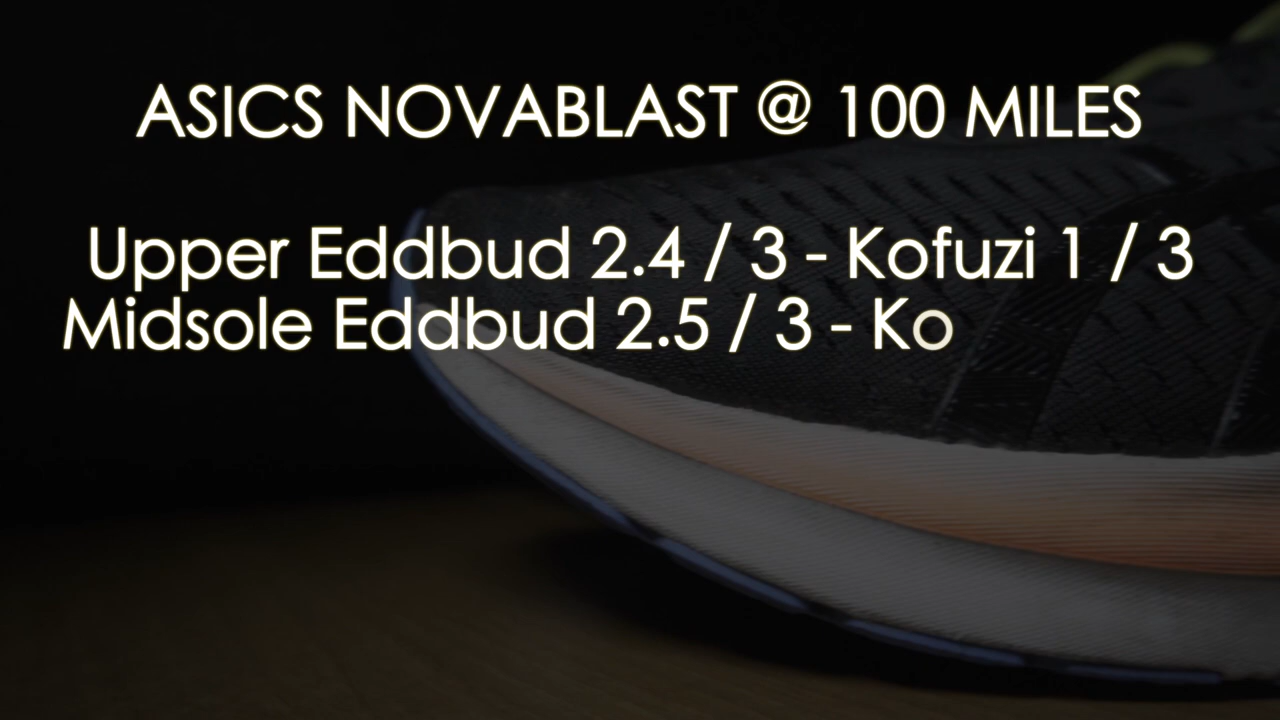 ASICS NOVABLAST @ 100 MILES
Upper Eddbud 2.4 / 3 - Kofuzi 1 / 3
Midsole Eddbud 2.5 / 3 - Ko